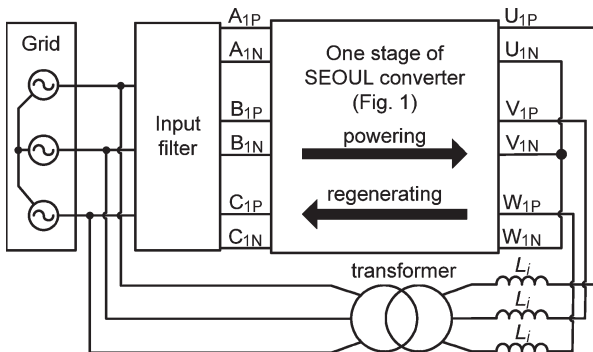 Grid
Input
filter
A1P
A1N
B1P
B1N
C1P
C1N
One stage of
SEOUL converter
(Fig. 1)
powering
regenerating
U1P
U1N
V1P
V1N
W1P
W1N
transformer
Li
Li
Li